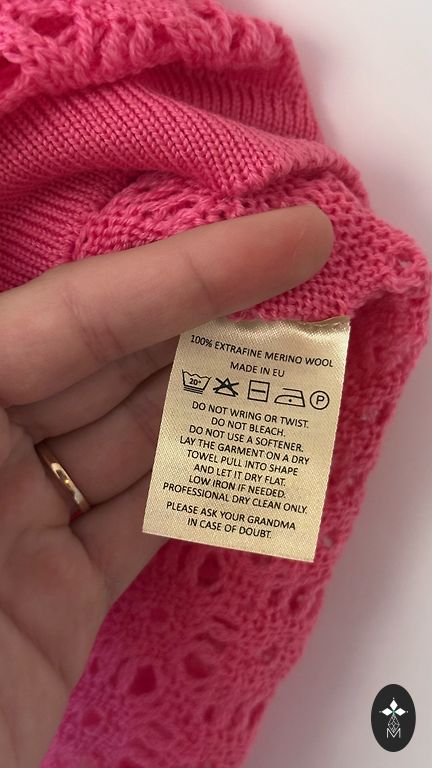 100% EXTRAFINE MERINO WOOL
MADE IN EU
20° P
DO NOT WRING OR TWIST.
DO NOT BLEACH.
DO NOT USE A SOFTENER.
LAY THE GARMENT ON A DRY
TOWEL PULL INTO SHAPE
AND LET IT DRY FLAT.
LOW IRON IF NEEDED.
PROFESSIONAL DRY CLEAN ONLY.
PLEASE ASK YOUR GRANDMA
IN CASE OF DOUBT.
M